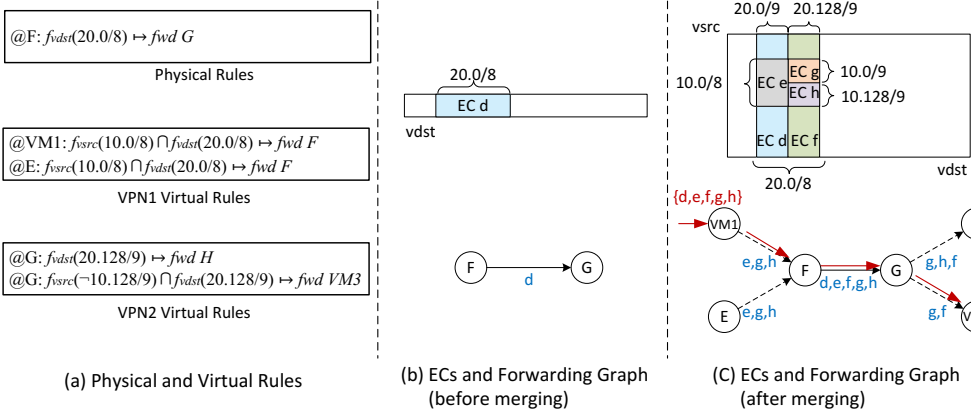 @F: fvdst(20.0/8) ↦ fwd G
Physical Rules
@VM1: fvsrc(10.0/8) ⋂ fvdst(20.0/8) ↦ fwd F
@E: fvsrc(10.0/8) ⋂ fvdst(20.0/8) ↦ fwd F
VPN1 Virtual Rules
@G: fvdst(20.128/9) ↦ fwd H
@G: fvsrc(¬10.128/9) ⋂ fvdst(20.128/9) ↦ fwd VM3
VPN2 Virtual Rules
(a) Physical and Virtual Rules
20.0/8
EC d
vdst
F
G
d
(b) ECs and Forwarding Graph
(before merging)
20.0/9
20.128/9
vsrc
10.0/8
EC e
EC g
EC h
10.0/9
10.128/9
EC d
EC f
vdst
20.0/8
{d,e,f,g,h}
VM1
e,g,h
F
d,e,f,g,h
G
g,h,f
E
e,g,h
g,f
(C) ECs and Forwarding Graph
(after merging)